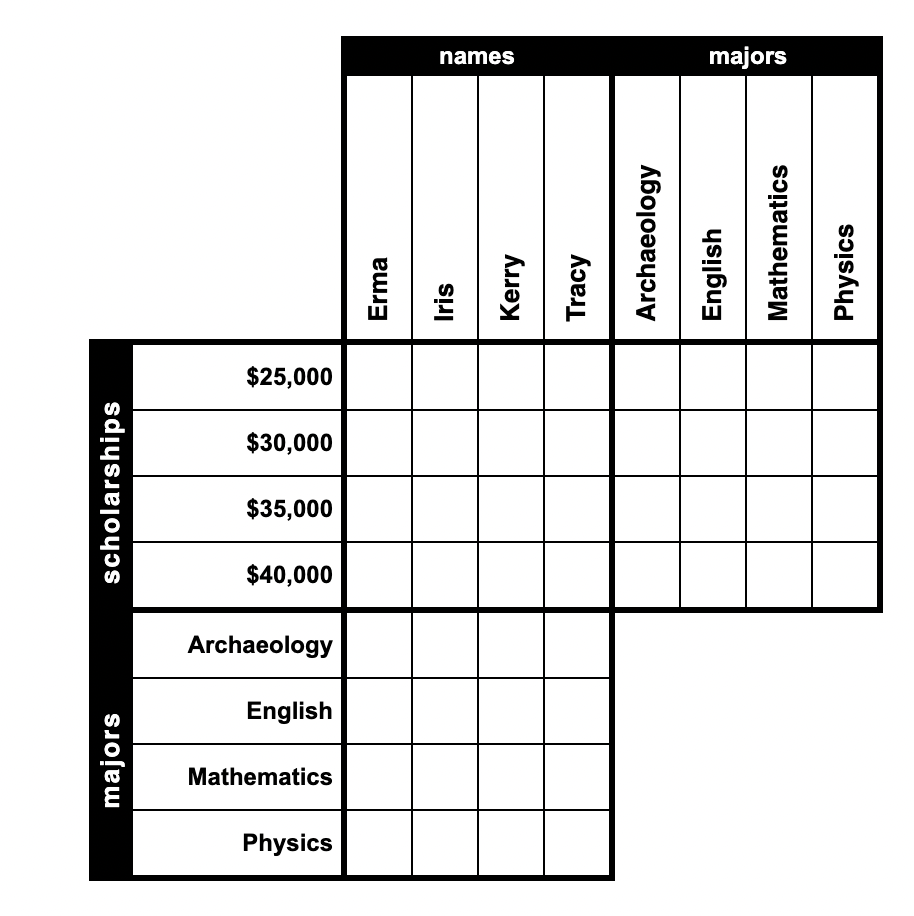 names majors
Erma Iris Kerry Tracy Archaeology English Mathematics Physics
scholarships
$25,000
$30,000
$35,000
$40,000
majors
Archaeology
English
Mathematics
Physics